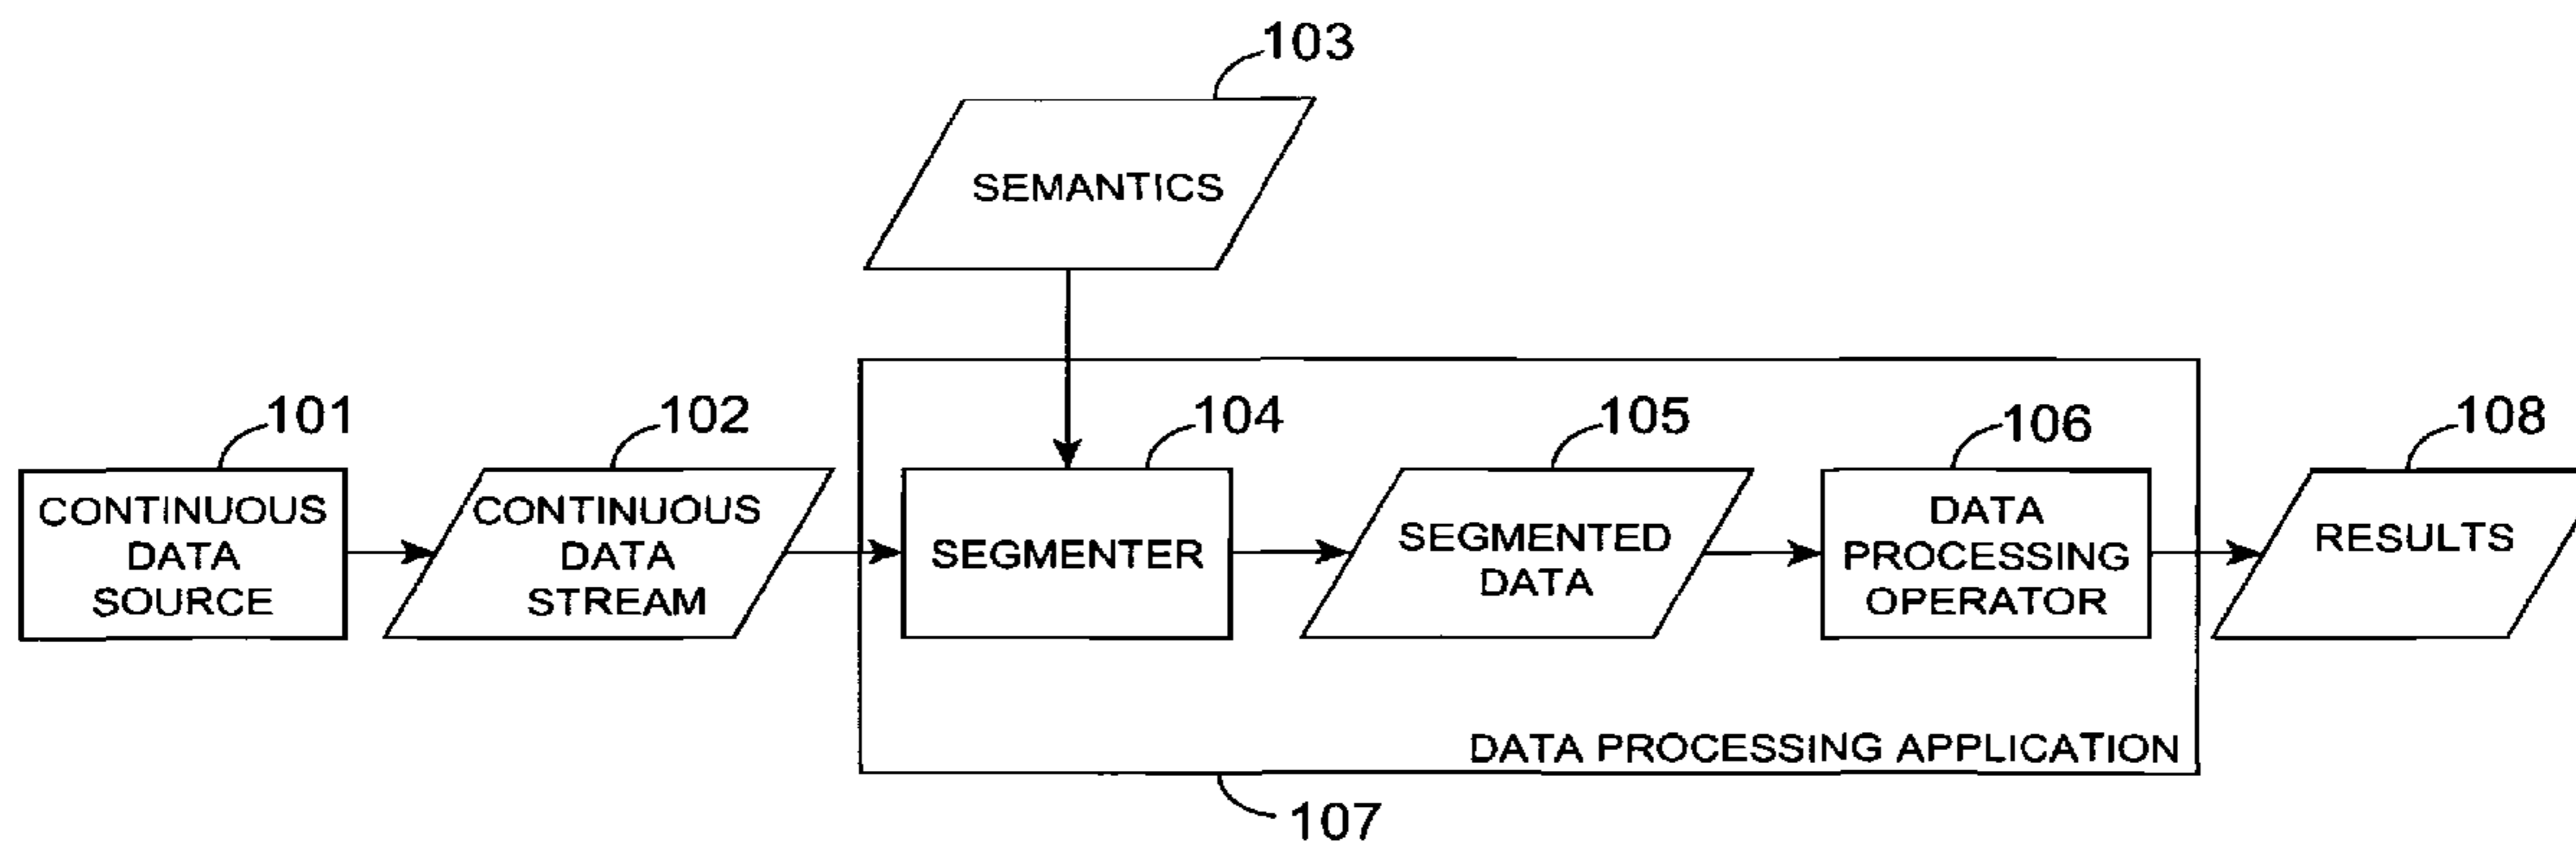 103
SEMANTICS
101
102
104
105
106
108
CONTINUOUS
DATA
SOURCE
CONTINUOUS
DATA
STREAM
SEGMENTER
SEGMENTED
DATA
DATA
PROCESSING
OPERATOR
RESULTS
DATA PROCESSING APPLICATION
107